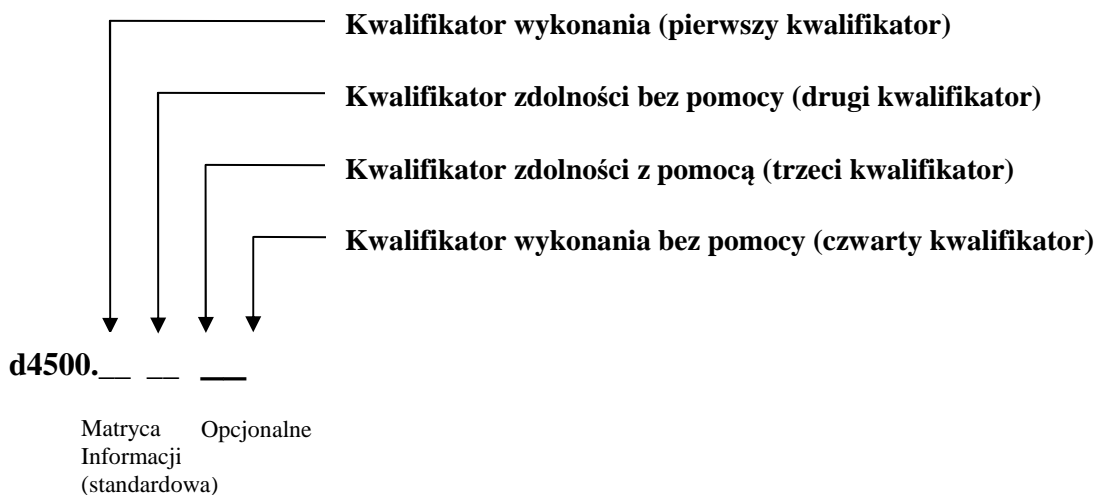 Kwalifikator wykonania (pierwszy kwalifikator)
Kwalifikator zdolności bez pomocy (drugi kwalifikator)
Kwalifikator zdolności z pomocą (trzeci kwalifikator)
Kwalifikator wykonania bez pomocy (czwarty kwalifikator)
d4500.__ __ ___
Matryca Opcjonalne
Informacji
(standardowa)